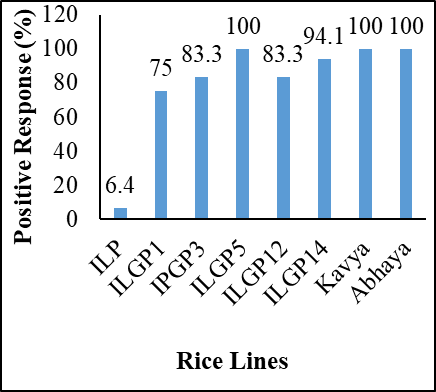 Positive Response (%)
120
100
80
60
40
20
0
6.4
75
83.3
100
83.3
94.1
100
100
ILP
ILGP1
IPGP3
ILGP5
ILGP12
ILGP14
Kavya
Abhaya
Rice Lines